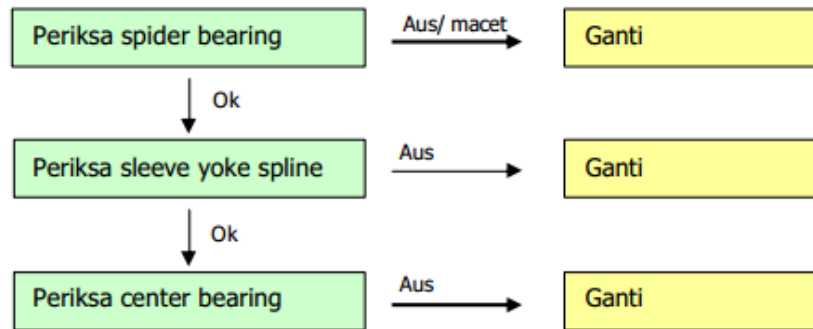 Periksa spider bearing
Aus/ macet
Ganti
Ok
Periksa sleeve yoke spline
Aus
Ganti
Ok
Periksa center bearing
Aus
Ganti